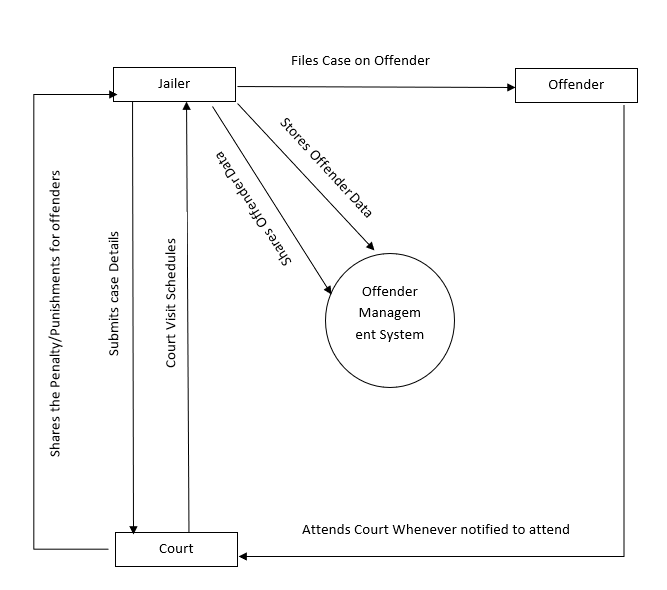 Files Case on Offender
Jailer
Offender
Stores Offender Data
Shares Offender Data
Shares the Penalty/Punishments for offenders
Submits case Details
Court Visit Schedules
Offender
Managem
ent System
Attends Court Whenever notified to attend
Court